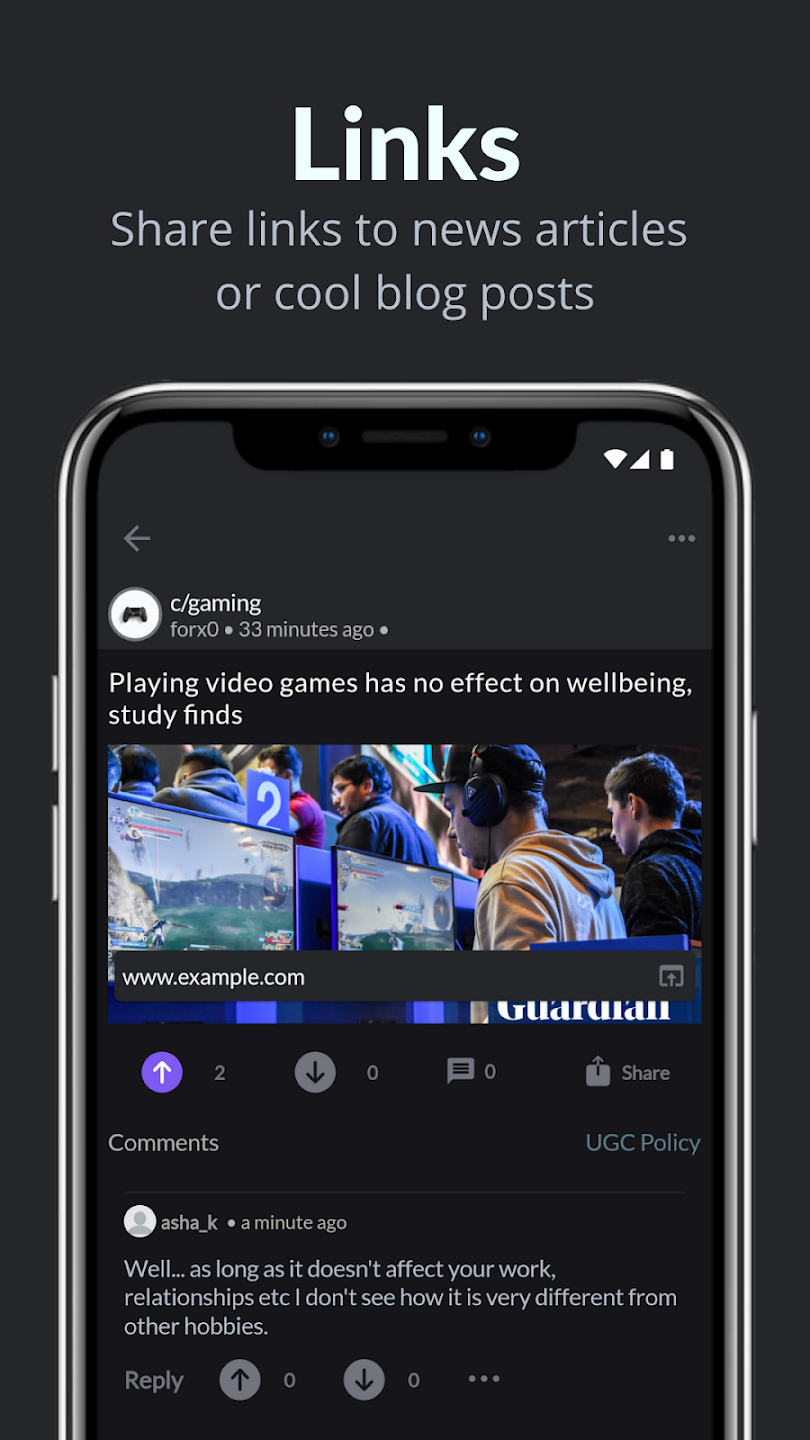 Links
Share links to news articles
or cool blog posts
c/gaming
forx0 • 33 minutes ago •
Playing video games has no effect on wellbeing,
study finds
2
www.example.com
Guardian
2
0
0
Share
Comments
UGC Policy
asha_k • a minute ago
Well... as long as it doesn't affect your work,
relationships etc I don't see how it is very different from
other hobbies.
Reply
0
0